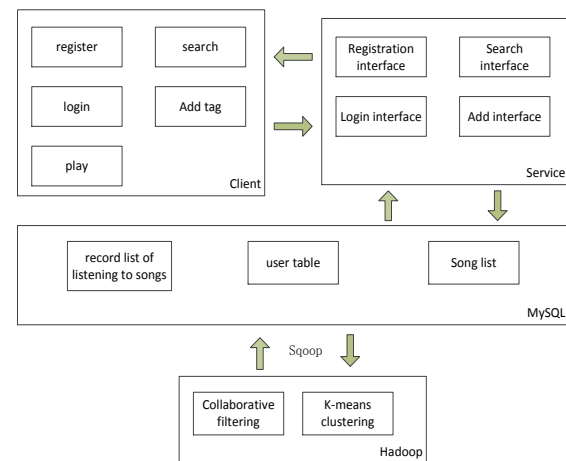 register
search
login
Add tag
play
Client
Registration
interface
Search
interface
Login interface
Add interface
Service
record list of
listening to songs
user table
Song list
MySQL
Sqoop
Collaborative
filtering
K-means
clustering
Hadoop